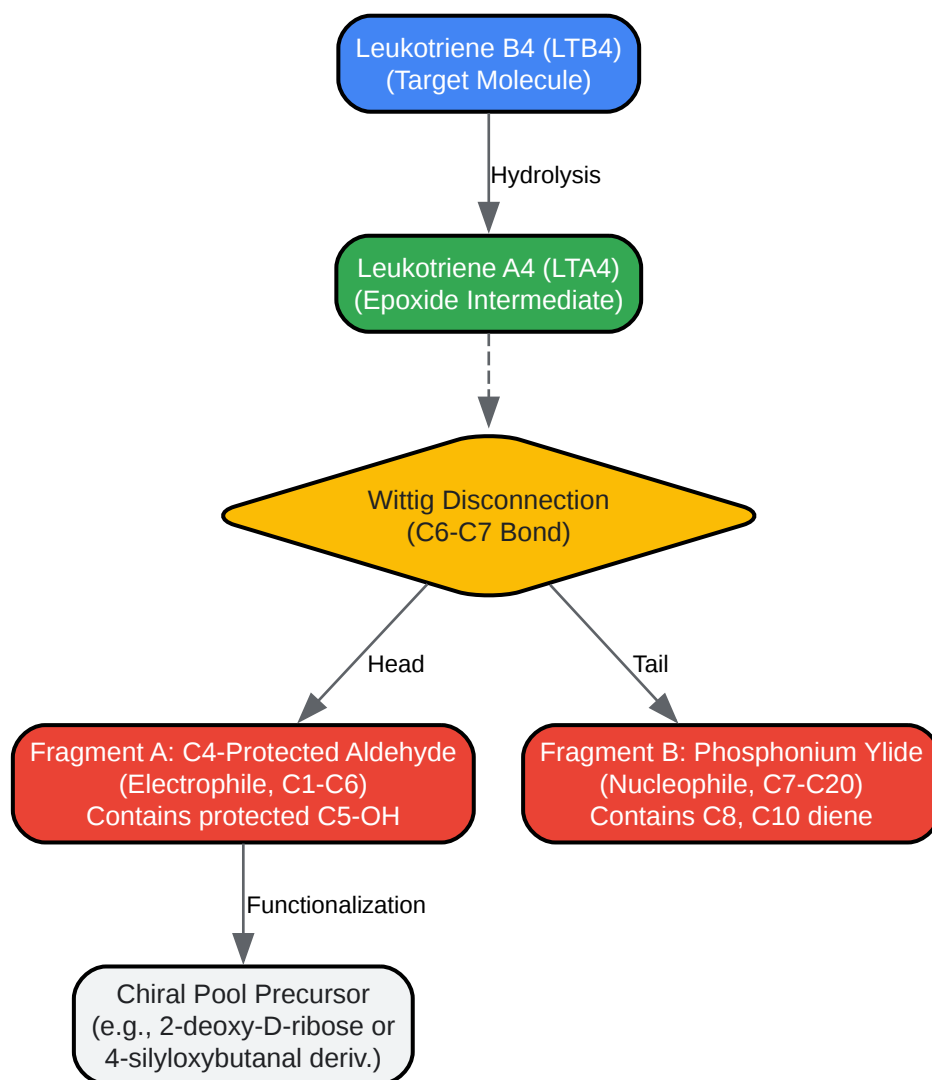 Leukotriene B4 (LTB4)
(Target Molecule)
Hydrolysis
Leukotriene A4 (LTA4)
(Epoxide Intermediate)
Wittig Disconnection
(C6-C7 Bond)
Head
Tail
Fragment A: C4-Protected Aldehyde
(Electrophile, C1-C6)
Contains protected C5-OH
Fragment B: Phosphonium Ylide
(Nucleophile, C7-C20)
Contains C8, C10 diene
Functionalization
Chiral Pool Precursor
(e.g., 2-deoxy-D-ribose or
4-silyloxybutanal deriv.)